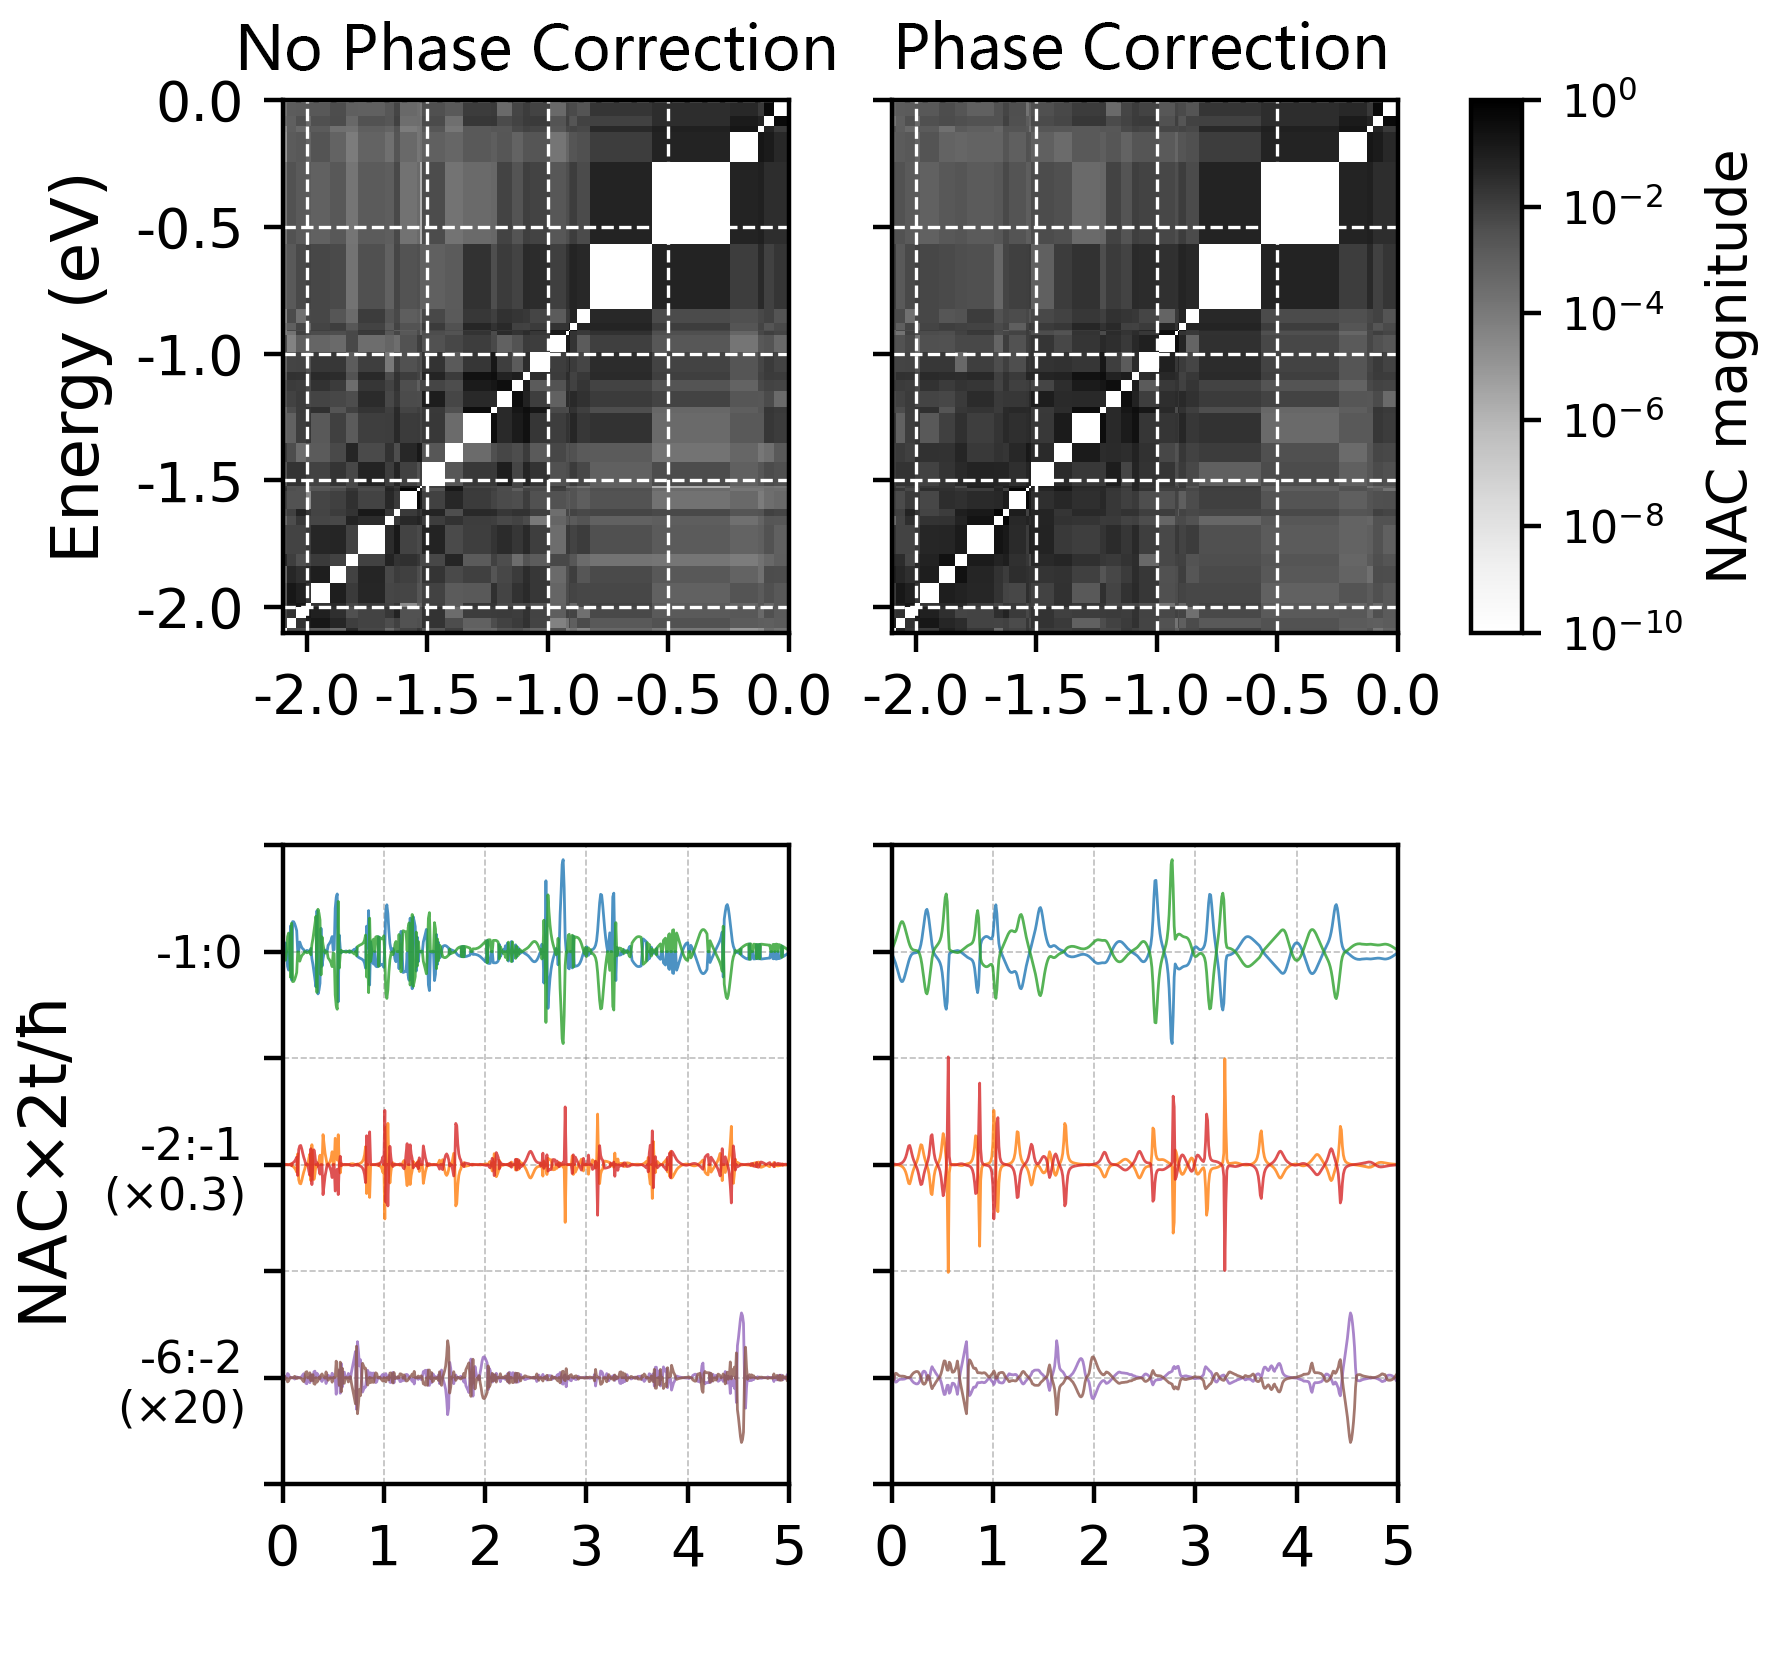 No Phase Correction
Phase Correction
Energy (eV)
0.0
-0.5
-1.0
-1.5
-2.0
-2.0 -1.5 -1.0 -0.5 0.0
-2.0 -1.5 -1.0 -0.5 0.0
10⁰
10⁻²
10⁻⁴
10⁻⁶
10⁻⁸
10⁻¹⁰
NAC magnitude
NAC×2t/ħ
-1:0
-2:-1
(×0.3)
-6:-2
(×20)
0 1 2 3 4 5
0 1 2 3 4 5